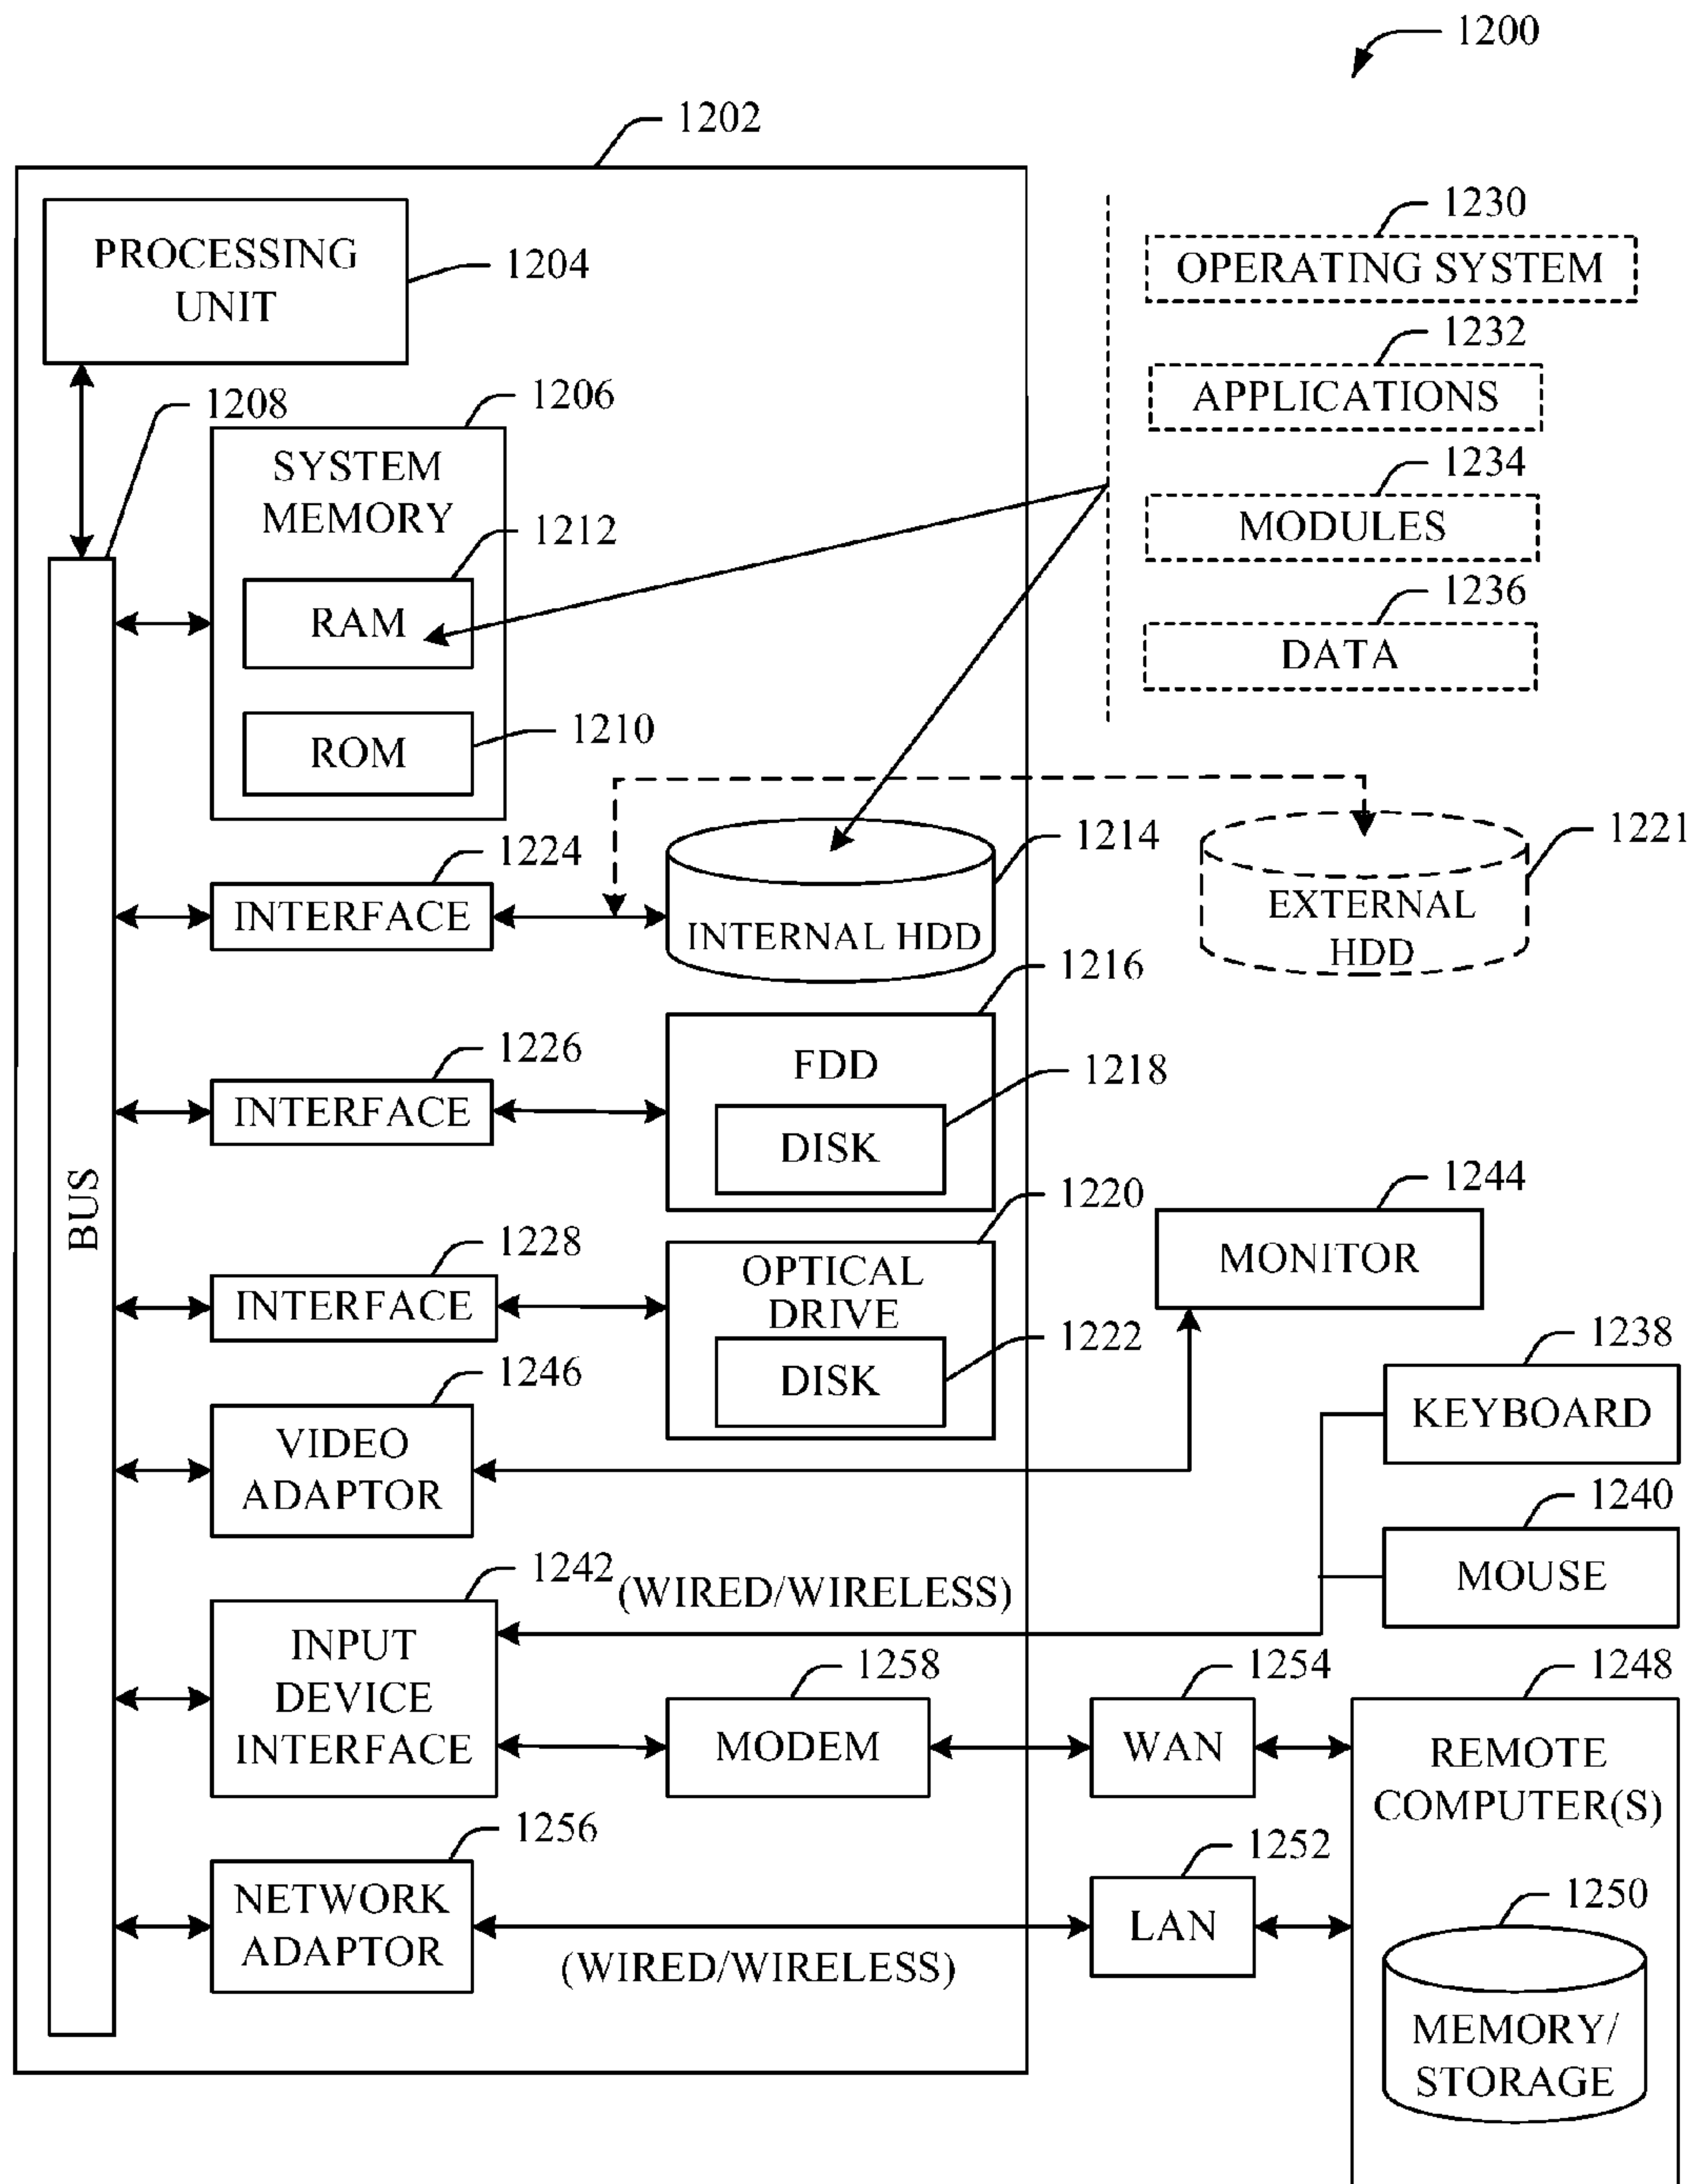 1200
1202
PROCESSING
UNIT
1204
1230
OPERATING SYSTEM
1232
APPLICATIONS
1234
MODULES
1236
DATA
1208
1206
SYSTEM
MEMORY
1212
RAM
1210
ROM
1224
INTERFACE
1214
INTERNAL HDD
1221
EXTERNAL
HDD
1216
FDD
1226
INTERFACE
1218
DISK
BUS
1220
OPTICAL
DRIVE
1228
INTERFACE
1222
DISK
1244
MONITOR
1246
VIDEO
ADAPTOR
1238
KEYBOARD
1240
MOUSE
1242
(WIRED/WIRELESS)
INPUT
DEVICE
INTERFACE
1258
MODEM
1254
WAN
1248
REMOTE
COMPUTER(S)
1256
NETWORK
ADAPTOR
(WIRED/WIRELESS)
1252
LAN
1250
MEMORY/
STORAGE